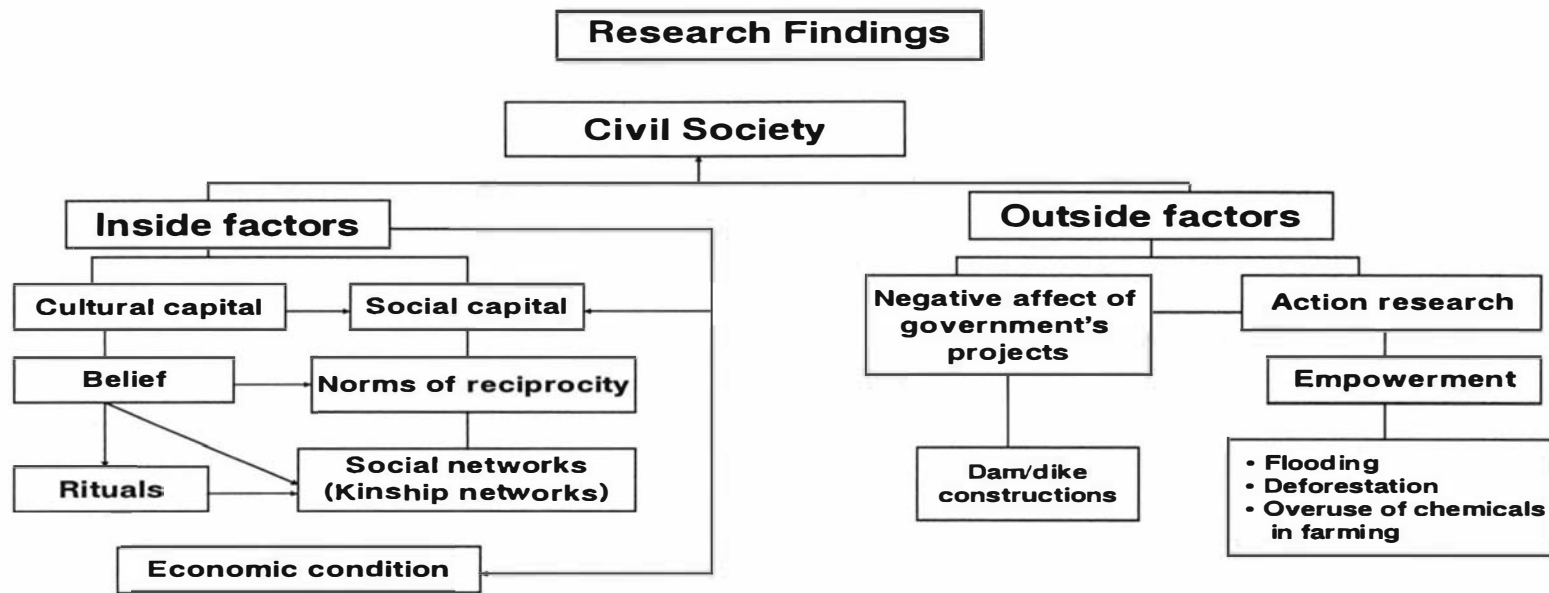 Research Findings
Civil Society
Inside factors
Outside factors
Cultural capital
Social capital
Negative affect of
government's
projects
Action research
Belief
Norms of reciprocity
Empowerment
Rituals
Social networks
(Kinship networks)
Dam/dike
constructions
• Flooding
• Deforestation
• Overuse of chemicals
in farming
Economic condition